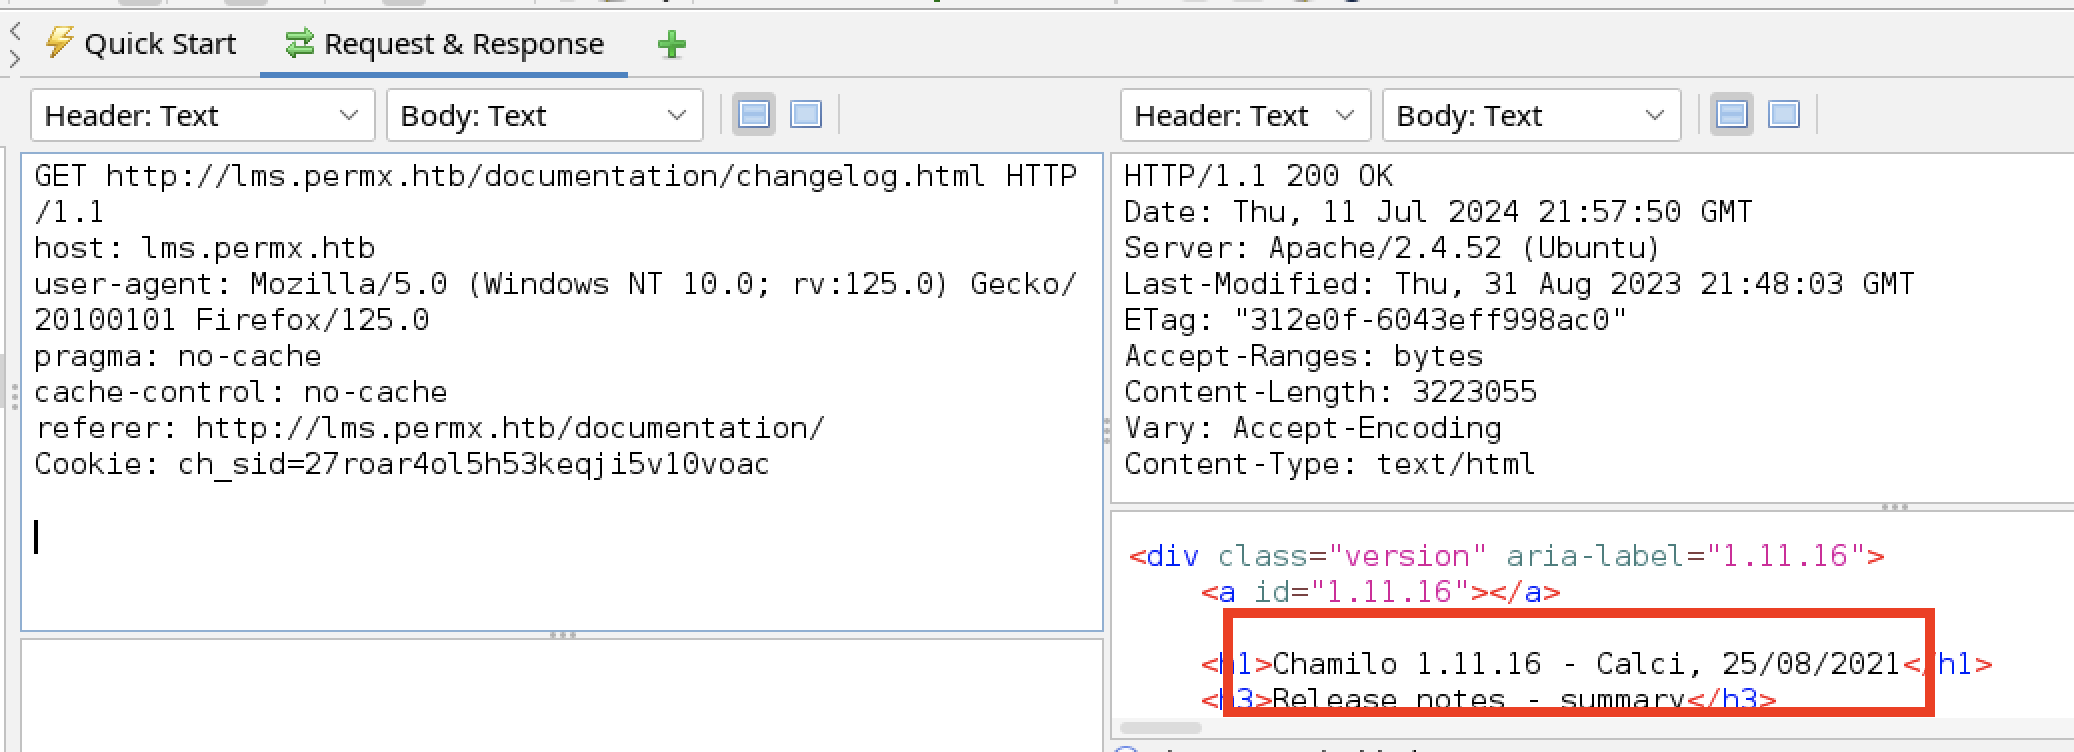 Quick Start
Request & Response
Header: Text
Body: Text
Header: Text
Body: Text
GET http://lms.permx.htb/documentation/changelog.html HTTP
/1.1
host: lms.permx.htb
user-agent: Mozilla/5.0 (Windows NT 10.0; rv:125.0) Gecko/
20100101 Firefox/125.0
pragma: no-cache
cache-control: no-cache
referer: http://lms.permx.htb/documentation/
Cookie: ch_sid=27roar4ol5h53keqji5v10voac
HTTP/1.1 200 OK
Date: Thu, 11 Jul 2024 21:57:50 GMT
Server: Apache/2.4.52 (Ubuntu)
Last-Modified: Thu, 31 Aug 2023 21:48:03 GMT
ETag: "312e0f-6043eff998ac0"
Accept-Ranges: bytes
Content-Length: 3223055
Vary: Accept-Encoding
Content-Type: text/html
<div class="version" aria-label="1.11.16">
<a id="1.11.16"></a>
<h1>Chamilo 1.11.16 - Calci, 25/08/2021</h1>
<h3>Release notes - summary</h3>